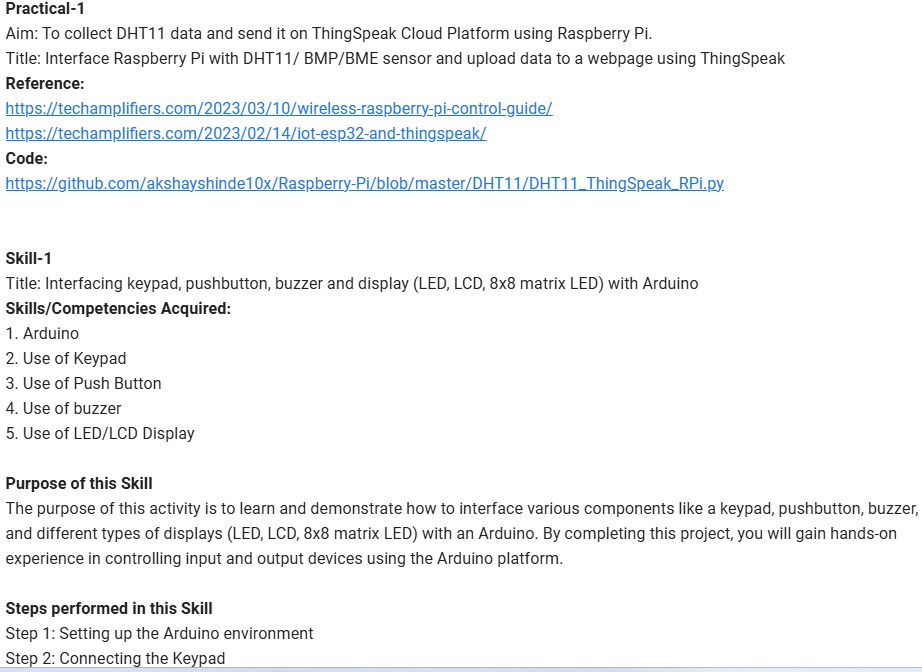 Practical-1
Aim: To collect DHT11 data and send it on ThingSpeak Cloud Platform using Raspberry Pi.
Title: Interface Raspberry Pi with DHT11/ BMP/BME sensor and upload data to a webpage using ThingSpeak
Reference:
https://techamplifiers.com/2023/03/10/wireless-raspberry-pi-control-guide/
https://techamplifiers.com/2023/02/14/iot-esp32-and-thingspeak/
Code:
https://github.com/akshayshinde10x/Raspberry-Pi/blob/master/DHT11/DHT11_ThingSpeak_RPi.py
Skill-1
Title: Interfacing keypad, pushbutton, buzzer and display (LED, LCD, 8x8 matrix LED) with Arduino
Skills/Competencies Acquired:
1. Arduino
2. Use of Keypad
3. Use of Push Button
4. Use of buzzer
5. Use of LED/LCD Display
Purpose of this Skill
The purpose of this activity is to learn and demonstrate how to interface various components like a keypad, pushbutton, buzzer,
and different types of displays (LED, LCD, 8x8 matrix LED) with an Arduino. By completing this project, you will gain hands-on
experience in controlling input and output devices using the Arduino platform.
Steps performed in this Skill
Step 1: Setting up the Arduino environment
Step 2: Connecting the Keypad